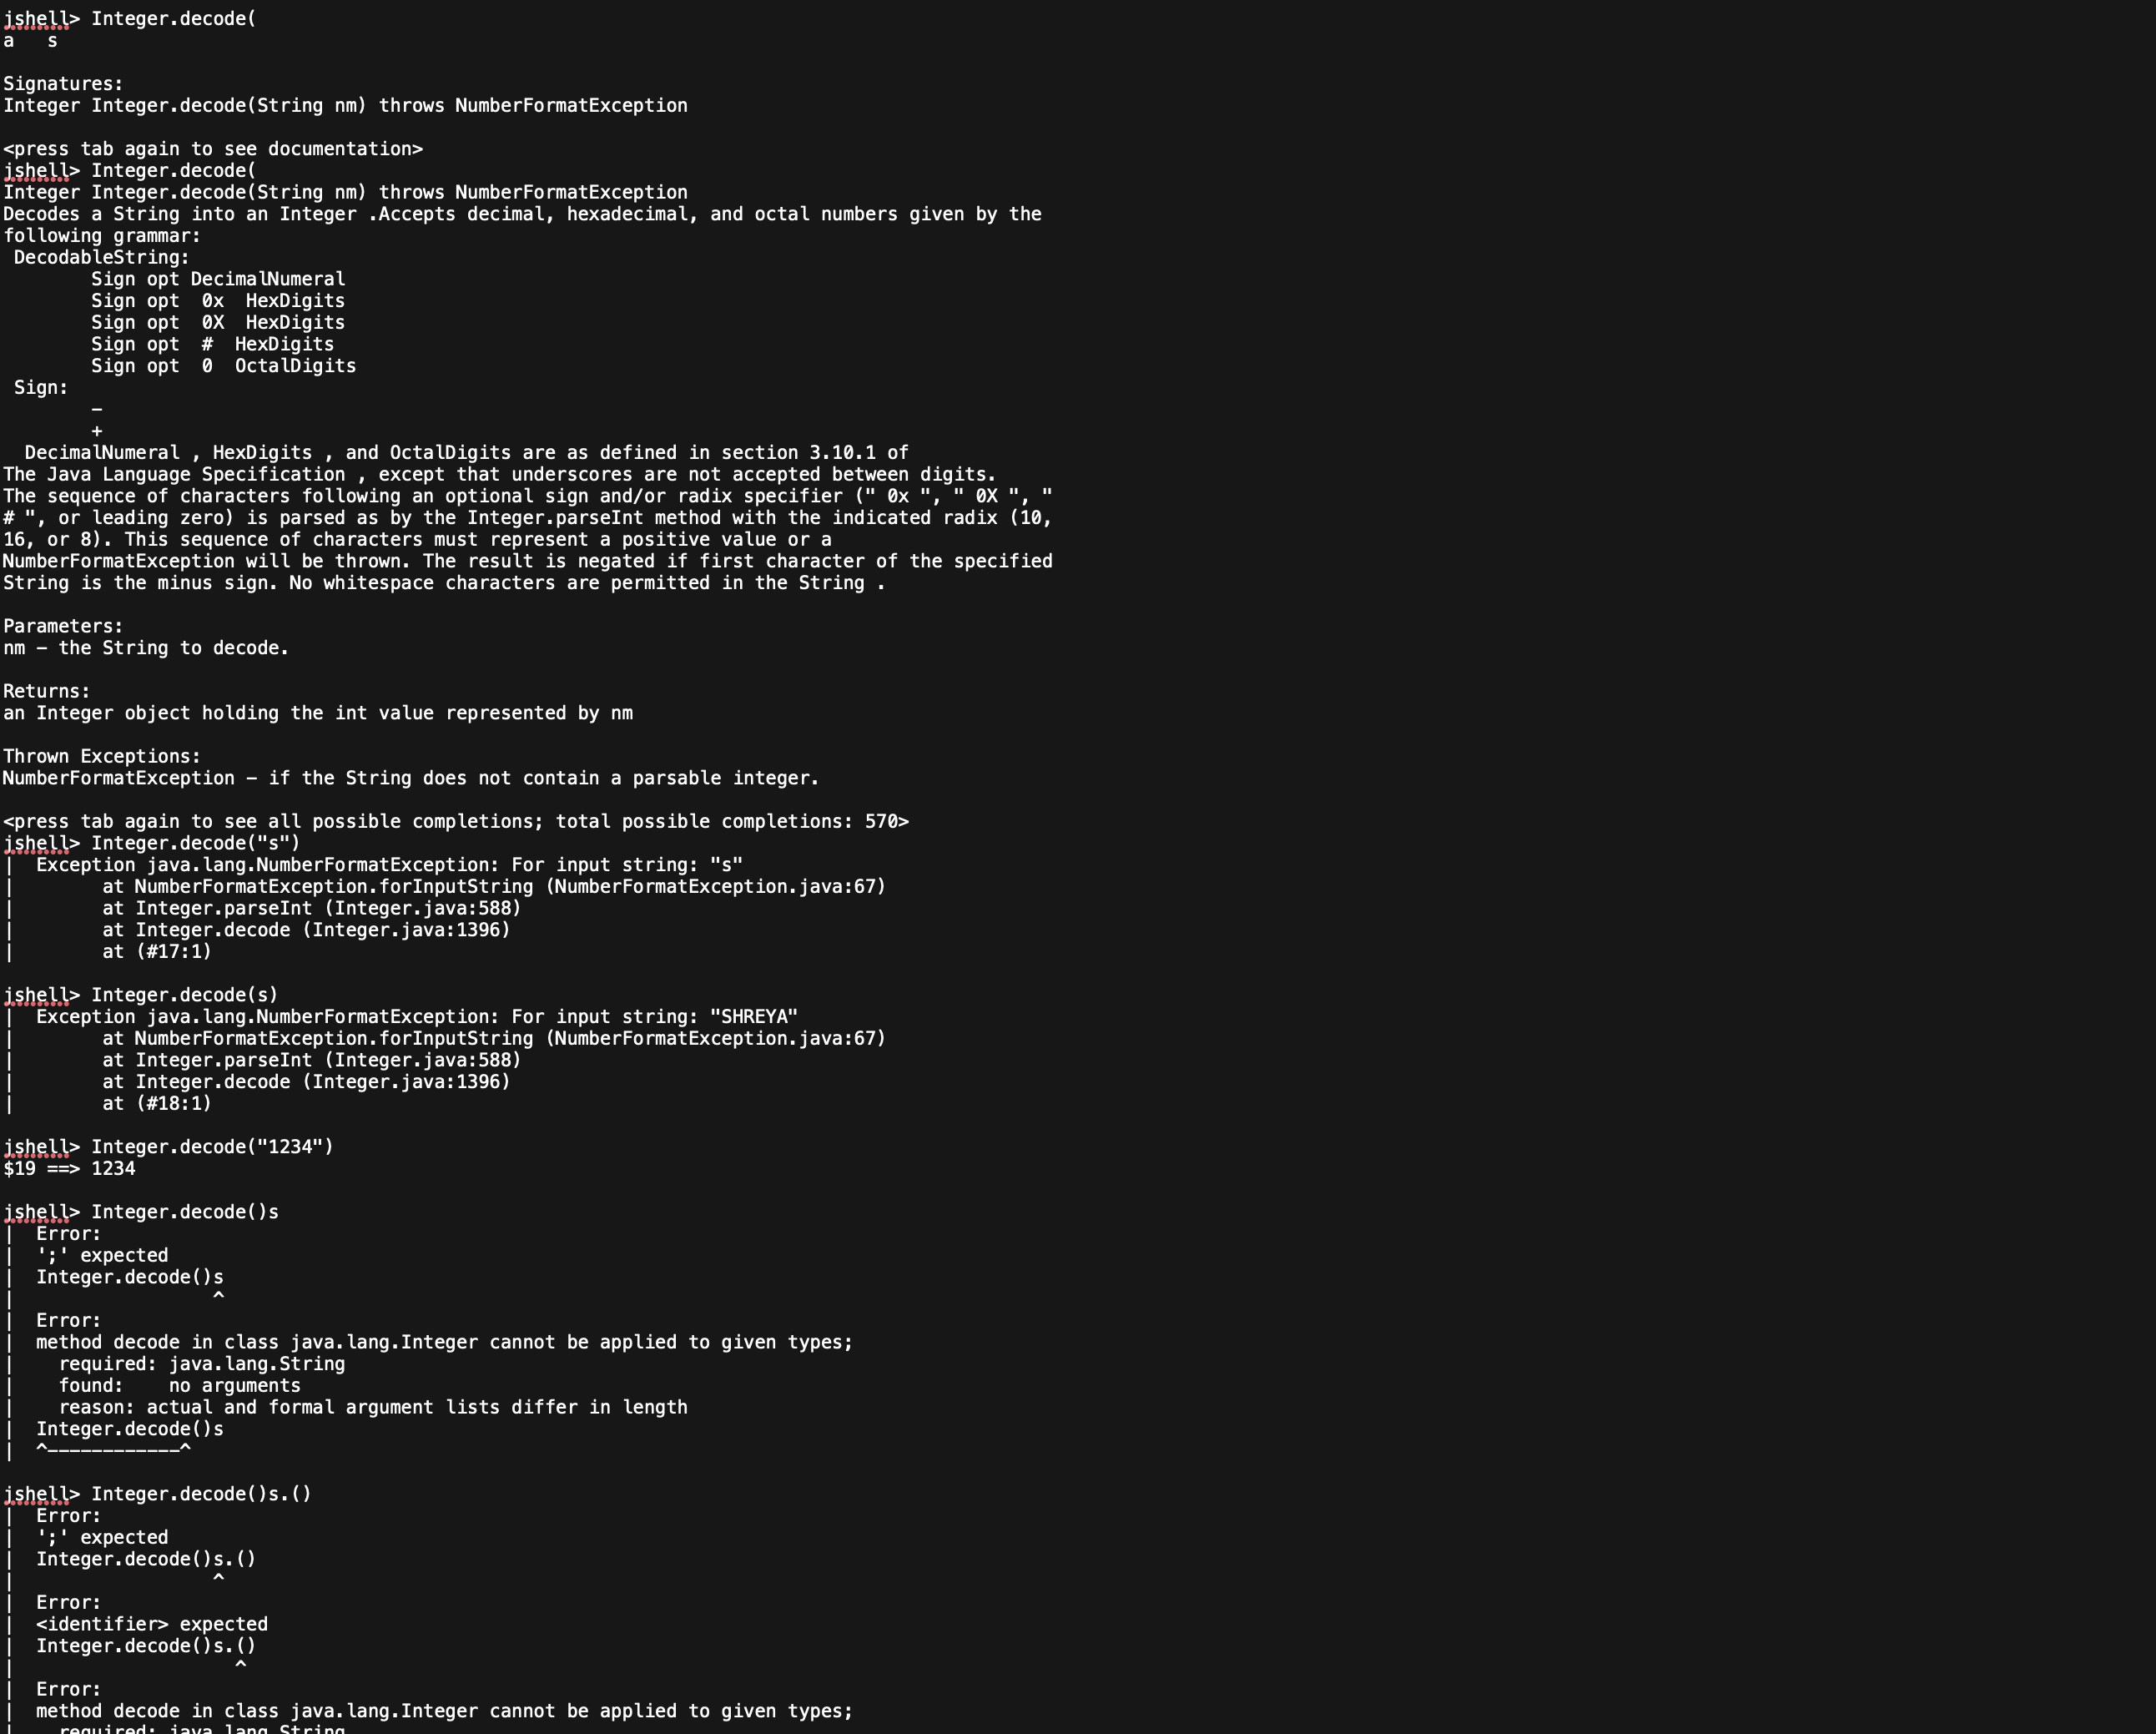 jshell> Integer.decode(
a   s

Signatures:
Integer Integer.decode(String nm) throws NumberFormatException

<press tab again to see documentation>
jshell> Integer.decode(
Integer Integer.decode(String nm) throws NumberFormatException
Decodes a String into an Integer .Accepts decimal, hexadecimal, and octal numbers given by the
following grammar:
 DecodableString:
        Sign opt DecimalNumeral
        Sign opt  0x  HexDigits
        Sign opt  0X  HexDigits
        Sign opt  #  HexDigits
        Sign opt  0  OctalDigits
 Sign:
        -
        +
  DecimalNumeral , HexDigits , and OctalDigits are as defined in section 3.10.1 of
The Java Language Specification , except that underscores are not accepted between digits.
The sequence of characters following an optional sign and/or radix specifier (" 0x ", " 0X ", "
# ", or leading zero) is parsed as by the Integer.parseInt method with the indicated radix (10,
16, or 8). This sequence of characters must represent a positive value or a
NumberFormatException will be thrown. The result is negated if first character of the specified
String is the minus sign. No whitespace characters are permitted in the String .

Parameters:
nm - the String to decode.

Returns:
an Integer object holding the int value represented by nm

Thrown Exceptions:
NumberFormatException - if the String does not contain a parsable integer.

<press tab again to see all possible completions; total possible completions: 570>
jshell> Integer.decode("s")
|  Exception java.lang.NumberFormatException: For input string: "s"
|        at NumberFormatException.forInputString (NumberFormatException.java:67)
|        at Integer.parseInt (Integer.java:588)
|        at Integer.decode (Integer.java:1396)
|        at (#17:1)

jshell> Integer.decode(s)
|  Exception java.lang.NumberFormatException: For input string: "SHREYA"
|        at NumberFormatException.forInputString (NumberFormatException.java:67)
|        at Integer.parseInt (Integer.java:588)
|        at Integer.decode (Integer.java:1396)
|        at (#18:1)

jshell> Integer.decode("1234")
$19 ==> 1234

jshell> Integer.decode()s
|  Error:
|  ';' expected
|  Integer.decode()s
|                  ^
|  Error:
|  method decode in class java.lang.Integer cannot be applied to given types;
|    required: java.lang.String
|    found:    no arguments
|    reason: actual and formal argument lists differ in length
|  Integer.decode()s
|  ^------------^

jshell> Integer.decode()s.()
|  Error:
|  ';' expected
|  Integer.decode()s.()
|                  ^
|  Error:
|  <identifier> expected
|  Integer.decode()s.()
|                    ^
|  Error:
|  method decode in class java.lang.Integer cannot be applied to given types;
|    required: java.lang.String